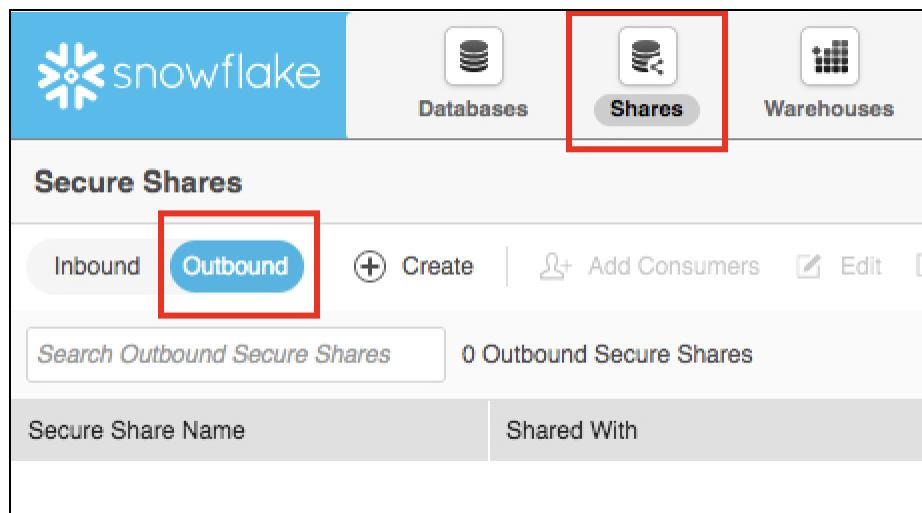 snowflake
Databases
Shares
Warehouses
Secure Shares
Inbound Outbound Create Add Consumers Edit
Search Outbound Secure Shares 0 Outbound Secure Shares
Secure Share Name Shared With